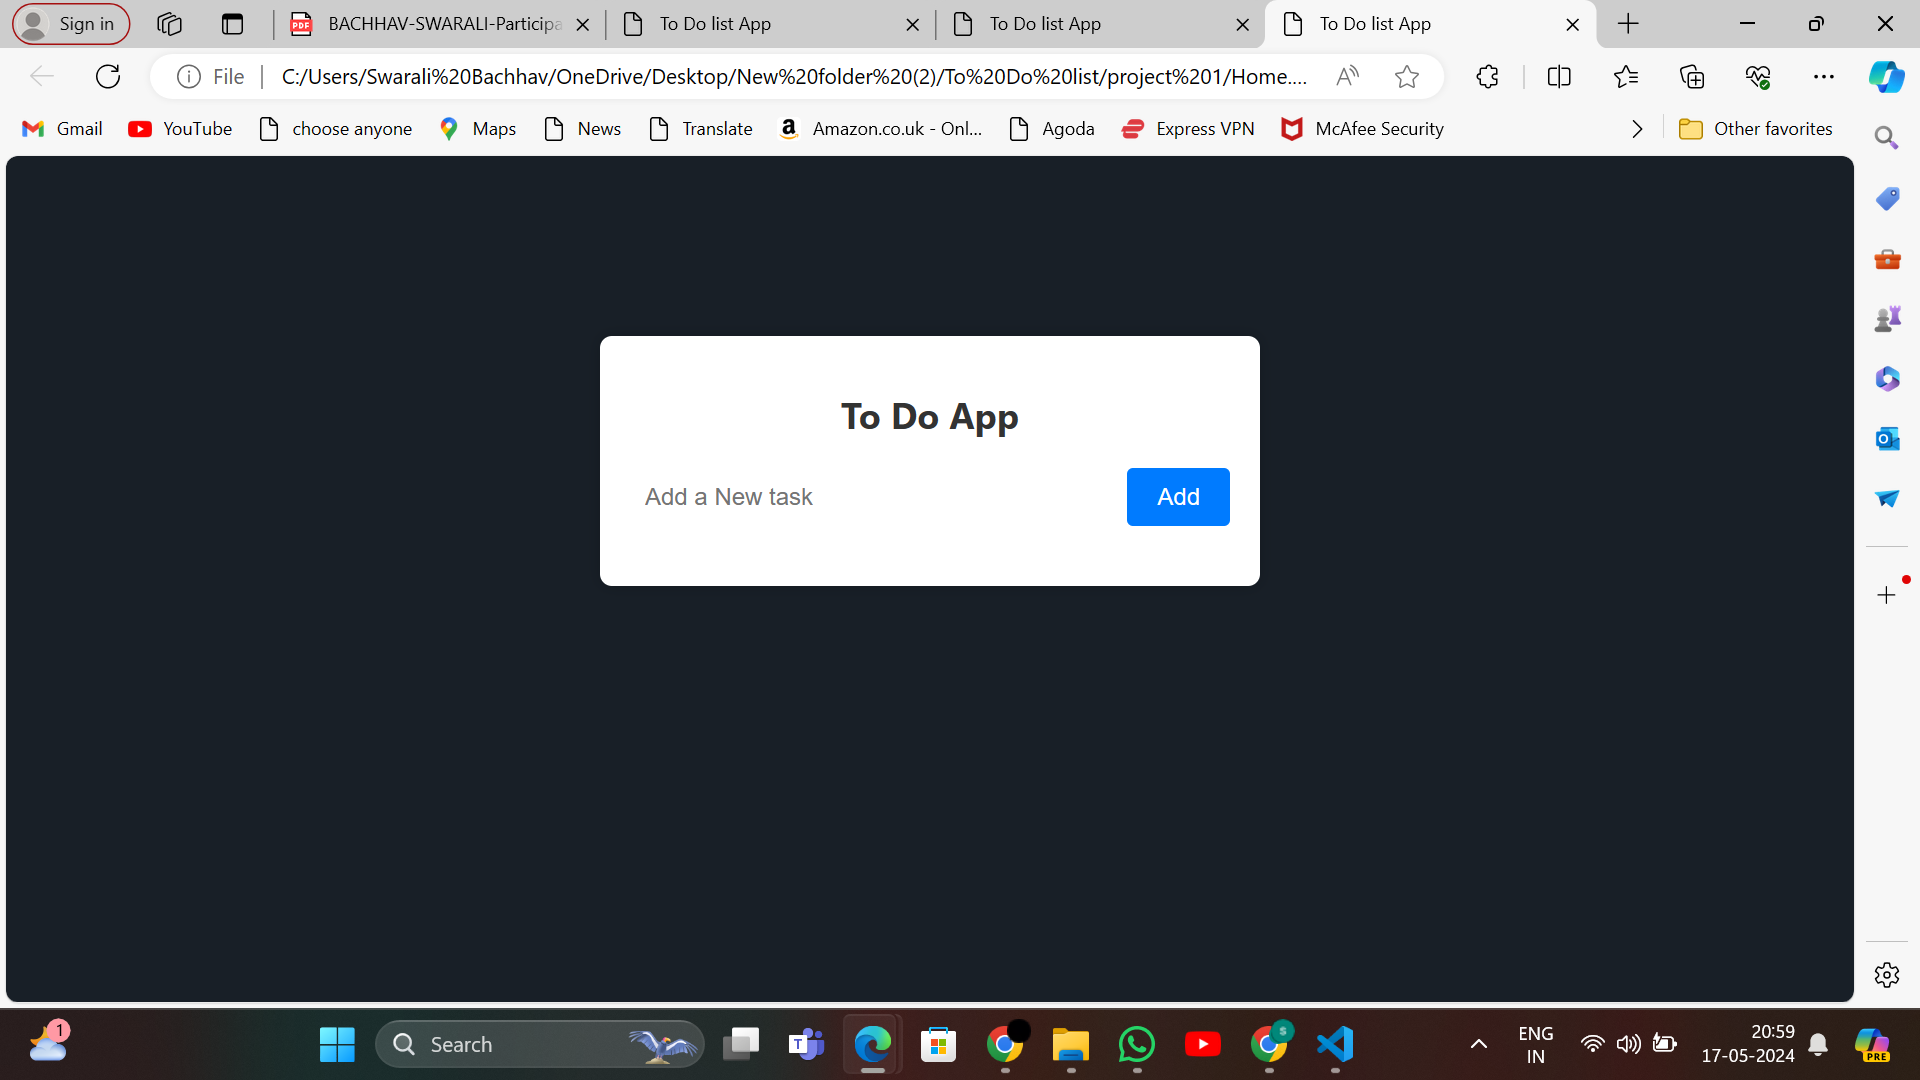 Sign in
BACHHAV-SWARALI-Participa
To Do list App
To Do list App
To Do list App
File
C:/Users/Swarali%20Bachhav/OneDrive/Desktop/New%20folder%20(2)/To%20Do%20list/project%201/Home....
Gmail
YouTube
choose anyone
Maps
News
Translate
Amazon.co.uk - Onl...
Agoda
Express VPN
McAfee Security
Other favorites
To Do App
Add a New task
Add
1
Search
ENG
IN
20:59
17-05-2024
PRE